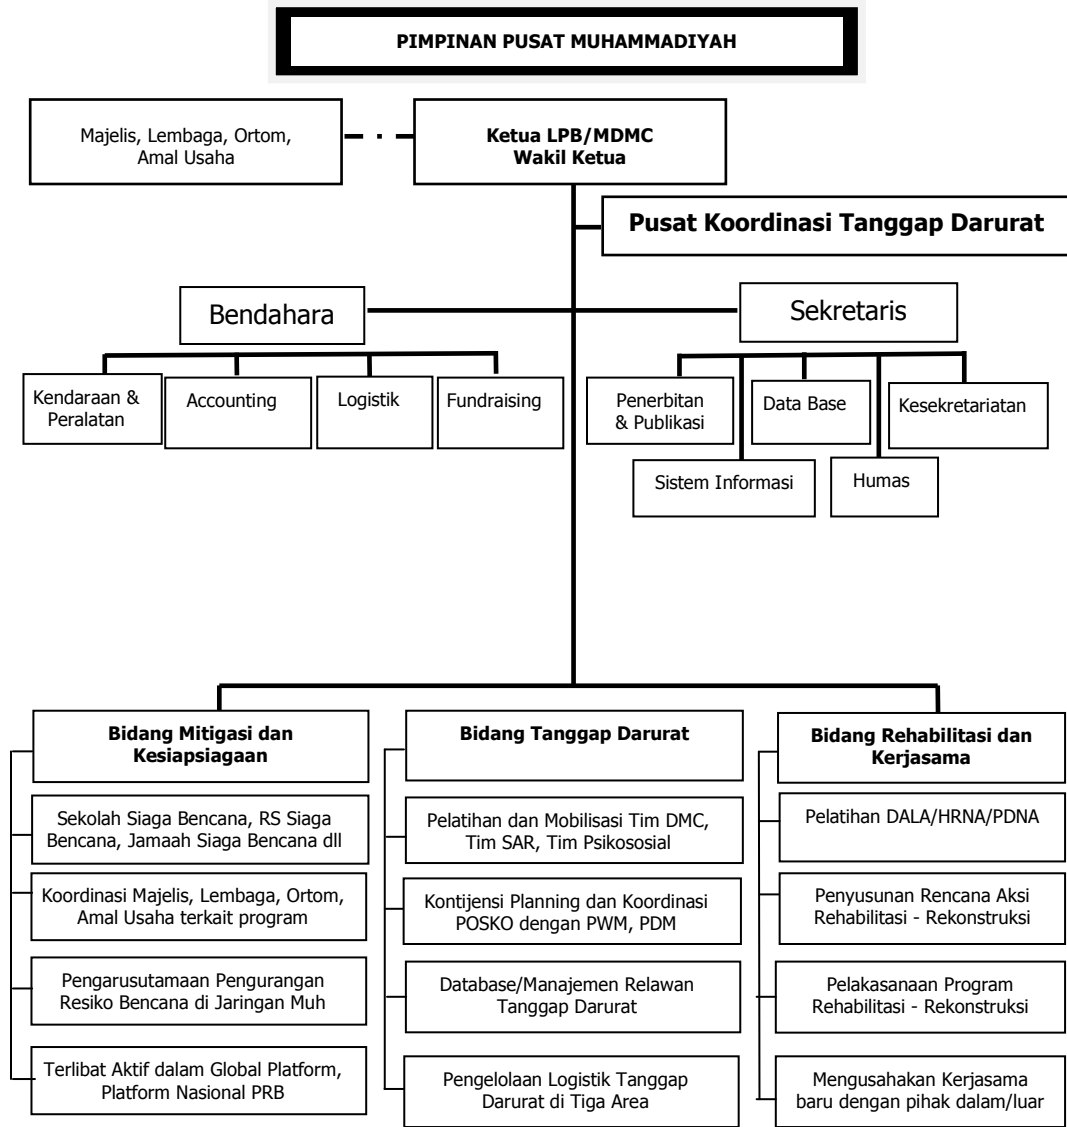 PIMPINAN PUSAT MUHAMMADIYAH
Majelis, Lembaga, Ortom,
Amal Usaha
Ketua LPB/MDMC
Wakil Ketua
Pusat Koordinasi Tanggap Darurat
Bendahara
Sekretaris
Kendaraan &
Peralatan
Accounting
Logistik
Fundraising
Penerbitan
& Publikasi
Data Base
Kesekretariatan
Sistem Informasi
Humas
Bidang Mitigasi dan
Kesiapsiagaan
Sekolah Siaga Bencana, RS Siaga
Bencana, Jamaah Siaga Bencana dll
Koordinasi Majelis, Lembaga, Ortom,
Amal Usaha terkait program
Pengarusutamaan Pengurangan
Resiko Bencana di Jaringan Muh
Terlibat Aktif dalam Global Platform,
Platform Nasional PRB
Bidang Tanggap Darurat
Pelatihan dan Mobilisasi Tim DMC,
Tim SAR, Tim Psikososial
Kontijensi Planning dan Koordinasi
POSKO dengan PWM, PDM
Database/Manajemen Relawan
Tanggap Darurat
Pengelolaan Logistik Tanggap
Darurat di Tiga Area
Bidang Rehabilitasi dan
Kerjasama
Pelatihan DALA/HRNA/PDNA
Penyusunan Rencana Aksi
Rehabilitasi - Rekonstruksi
Pelakasanaan Program
Rehabilitasi - Rekonstruksi
Mengusahakan Kerjasama
baru dengan pihak dalam/luar